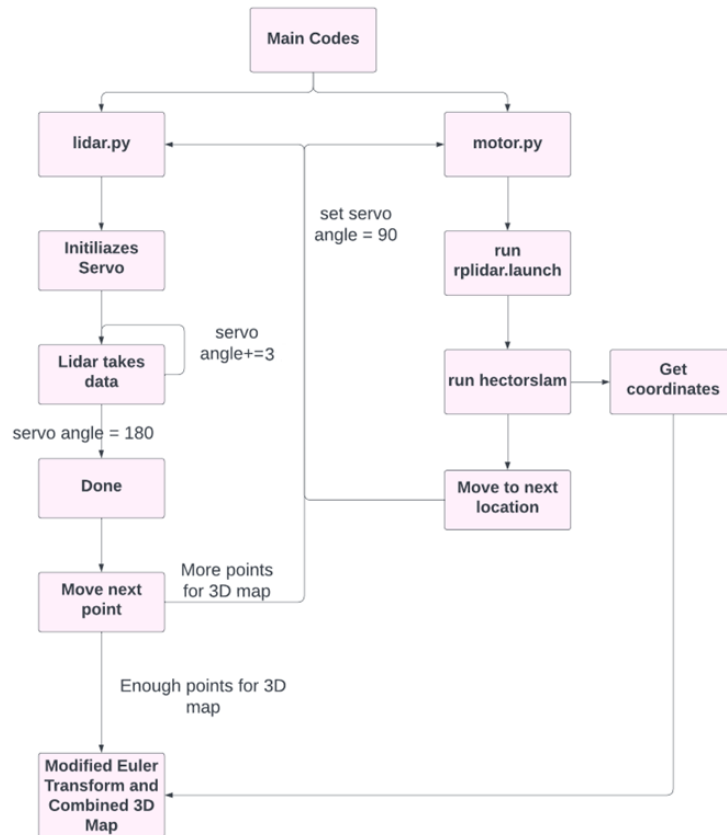 Main Codes
lidar.py
motor.py
set servo
angle = 90
Initiliazes
Servo
run
rplidar.launch
servo
angle+=3
Lidar takes
data
run hectorslam
Get
coordinates
servo angle = 180
Done
Move to next
location
More points
for 3D map
Move next
point
Enough points for 3D
map
Modified Euler
Transform and
Combined 3D
Map